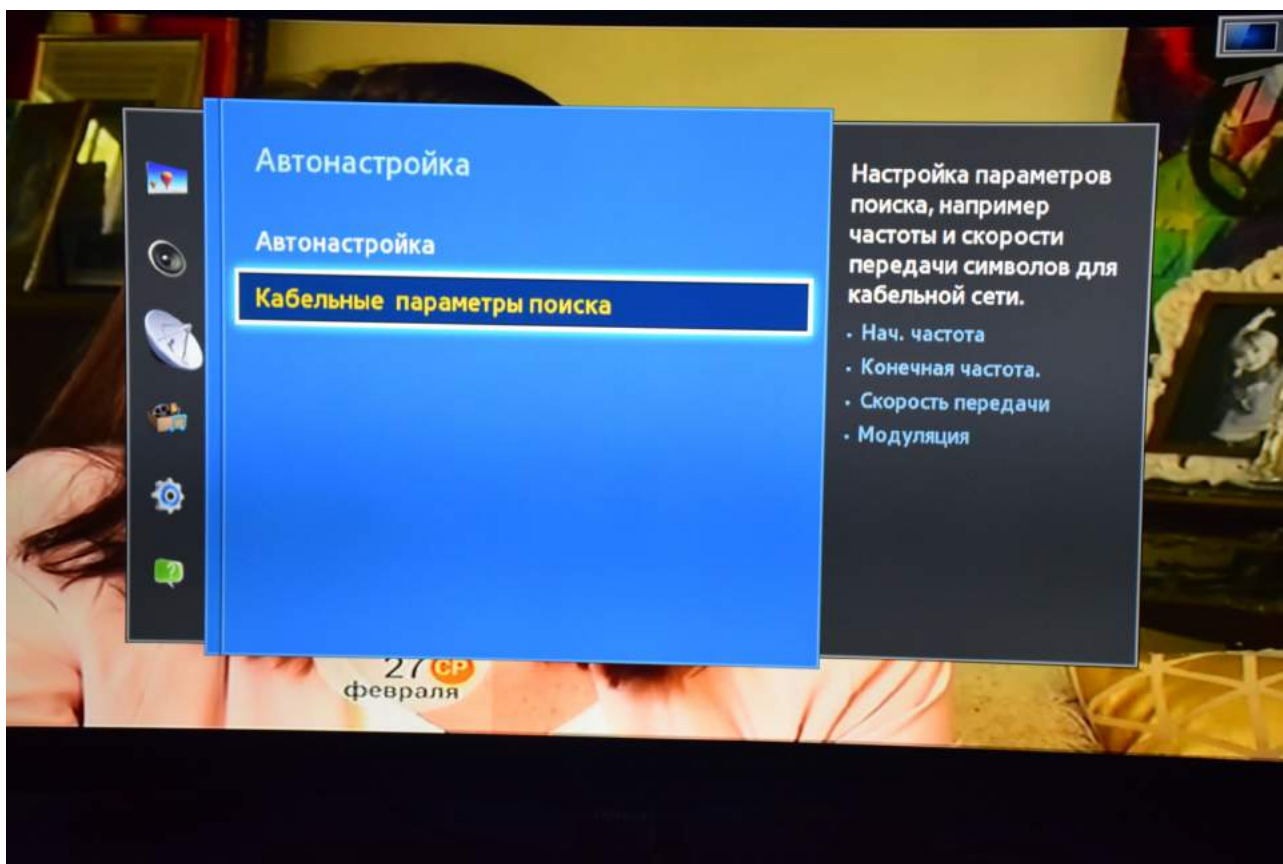 Автонастройка
Автонастройка
Кабельные параметры поиска
Настройка параметров
поиска, например
частоты и скорости
передачи символов для
кабельной сети.
· Нач. частота
· Конечная частота.
· Скорость передачи
· Модуляция
27 СР
февраля